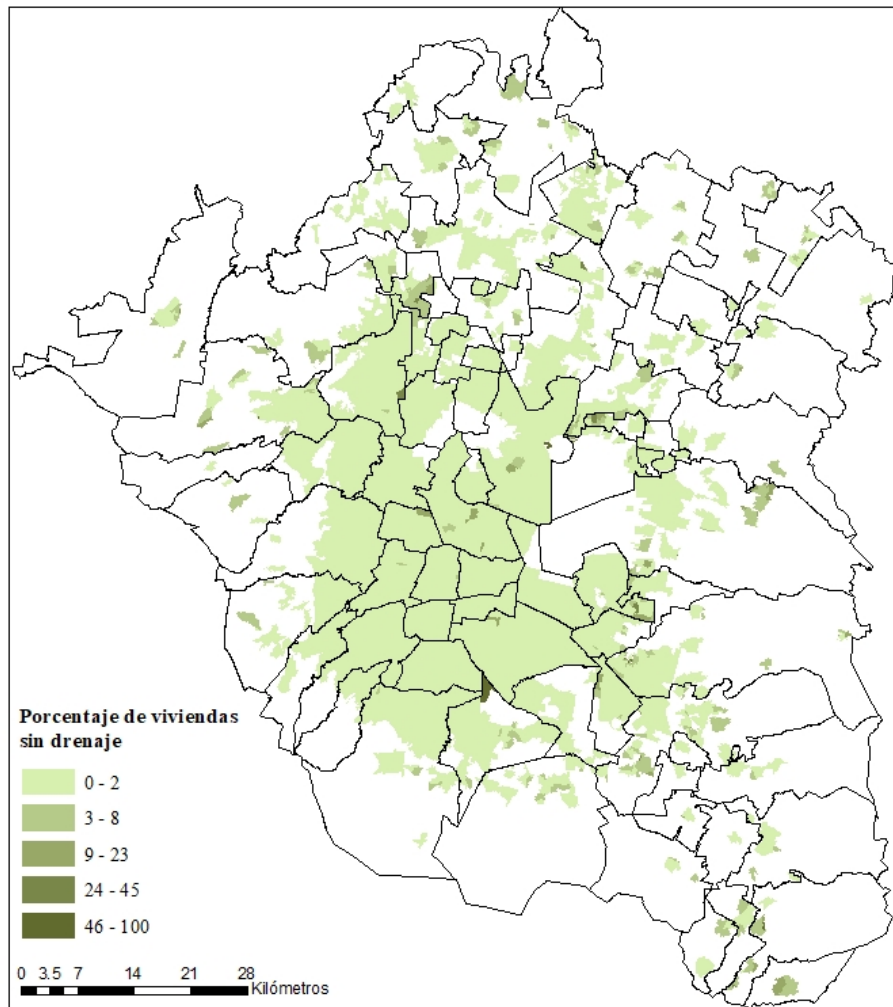 Porcentaje de viviendas
sin drenaje
0 - 2
3 - 8
9 - 23
24 - 45
46 - 100
0 3.5 7 14 21 28
Kilómetros